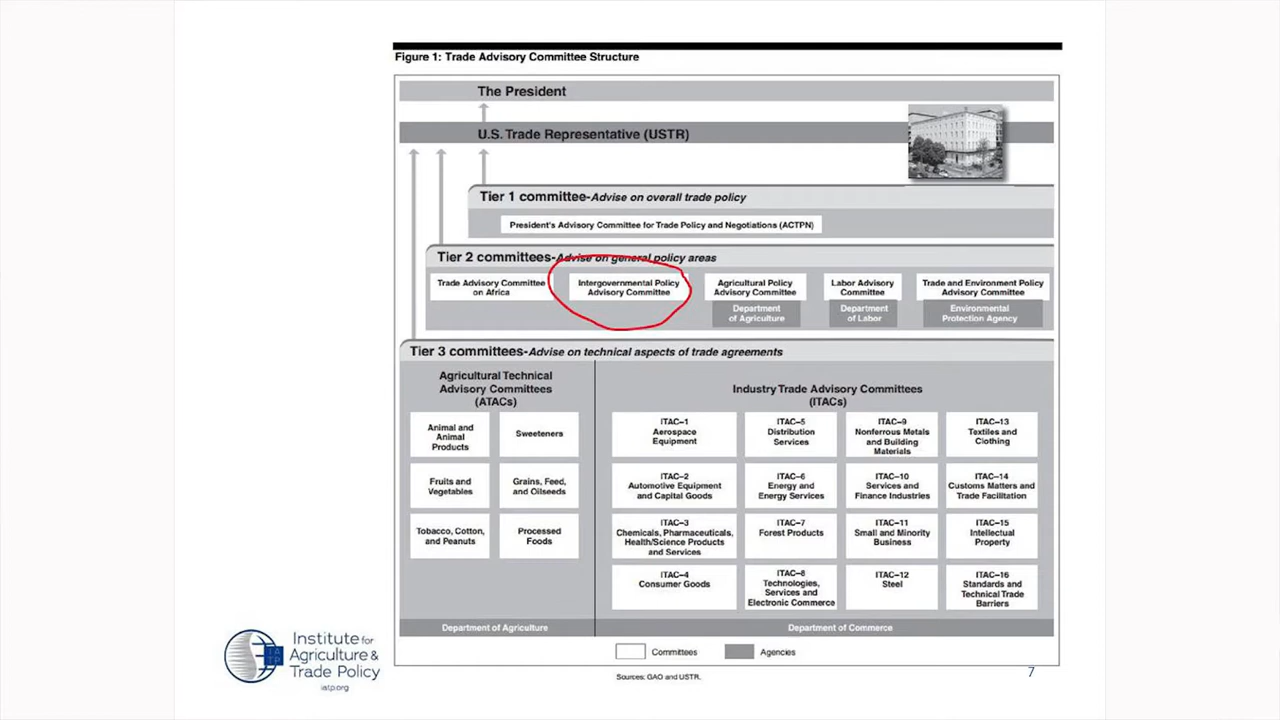 Figure 1: Trade Advisory Committee Structure
The President
U.S. Trade Representative (USTR)
Tier 1 committee-Advise on overall trade policy
President's Advisory Committee for Trade Policy and Negotiations (ACTPN)
Tier 2 committees-Advise on general policy areas
Trade Advisory Committee
on Africa
Intergovernmental Policy
Advisory Committee
Agricultural Policy
Advisory Committee
Department
of Agriculture
Labor Advisory
Committee
Department
of Labor
Trade and Environment Policy
Advisory Committee
Environmental
Protection Agency
Tier 3 committees-Advise on technical aspects of trade agreements
Agricultural Technical
Advisory Committees
(ATACs)
Animal and
Animal
Products
Sweeteners
Fruits and
Vegetables
Grains, Feed,
and Oilseeds
Tobacco, Cotton,
and Peanuts
Processed
Foods
Department of Agriculture
Industry Trade Advisory Committees
(ITACs)
ITAC–1
Aerospace
Equipment
ITAC–5
Distribution
Services
ITAC–9
Nonferrous Metals
and Building
Materials
ITAC–13
Textiles and
Clothing
ITAC–2
Automotive Equipment
and Capital Goods
ITAC–6
Energy and
Energy Services
ITAC–10
Services and
Finance Industries
ITAC–14
Customs Matters and
Trade Facilitation
ITAC–3
Chemicals, Pharmaceuticals,
Health/Science Products
and Services
ITAC–7
Forest Products
ITAC–11
Small and Minority
Business
ITAC–15
Intellectual
Property
ITAC–4
Consumer Goods
ITAC–8
Technologies,
Services and
Electronic Commerce
ITAC–12
Steel
ITAC–16
Standards and
Technical Trade
Barriers
Department of Commerce
Committees
Agencies
Sources: GAO and USTR.
7
IA
TP
Institute for
Agriculture &
Trade Policy
iatp.org